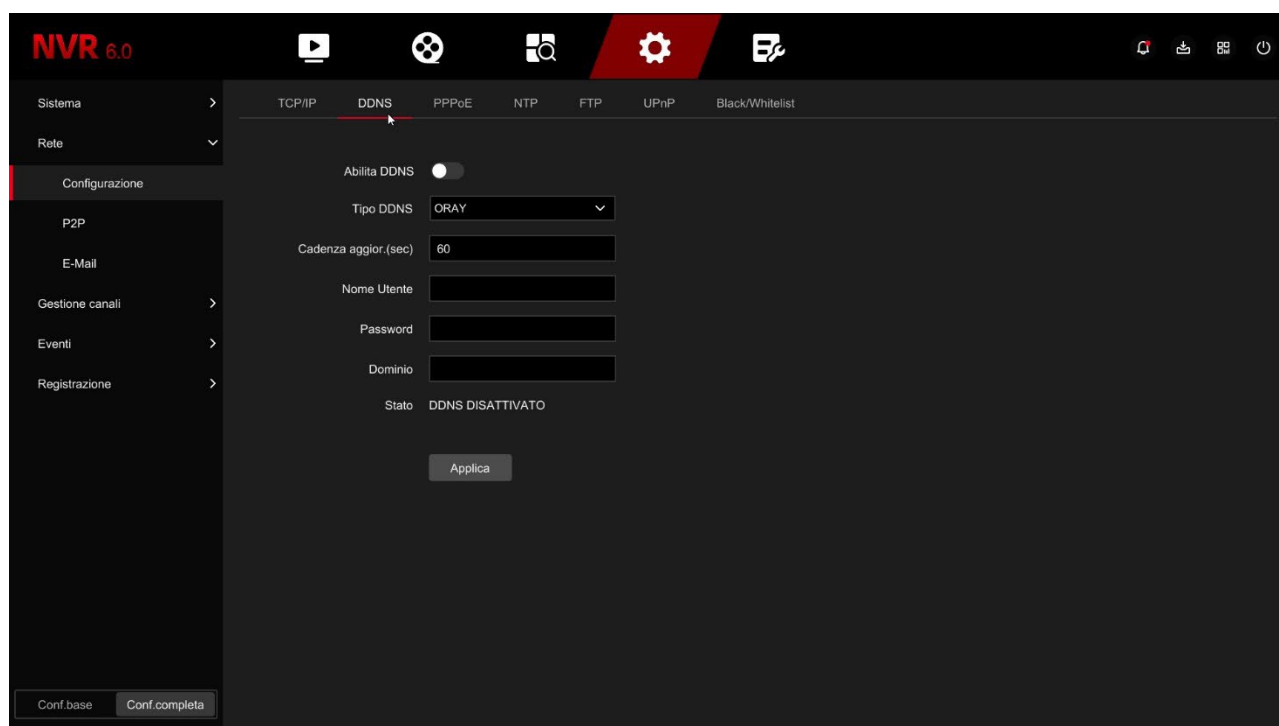 NVR 6.0
Sistema
TCP/IP DDNS PPPoE NTP FTP UPnP Black/Whitelist
Rete
Configurazione
P2P
E-Mail
Gestione canali
Eventi
Registrazione
Abilita DDNS
Tipo DDNS ORAY
Cadenza aggior.(sec) 60
Nome Utente
Password
Dominio
Stato DDNS DISATTIVATO
Applica
Conf.base Conf.completa